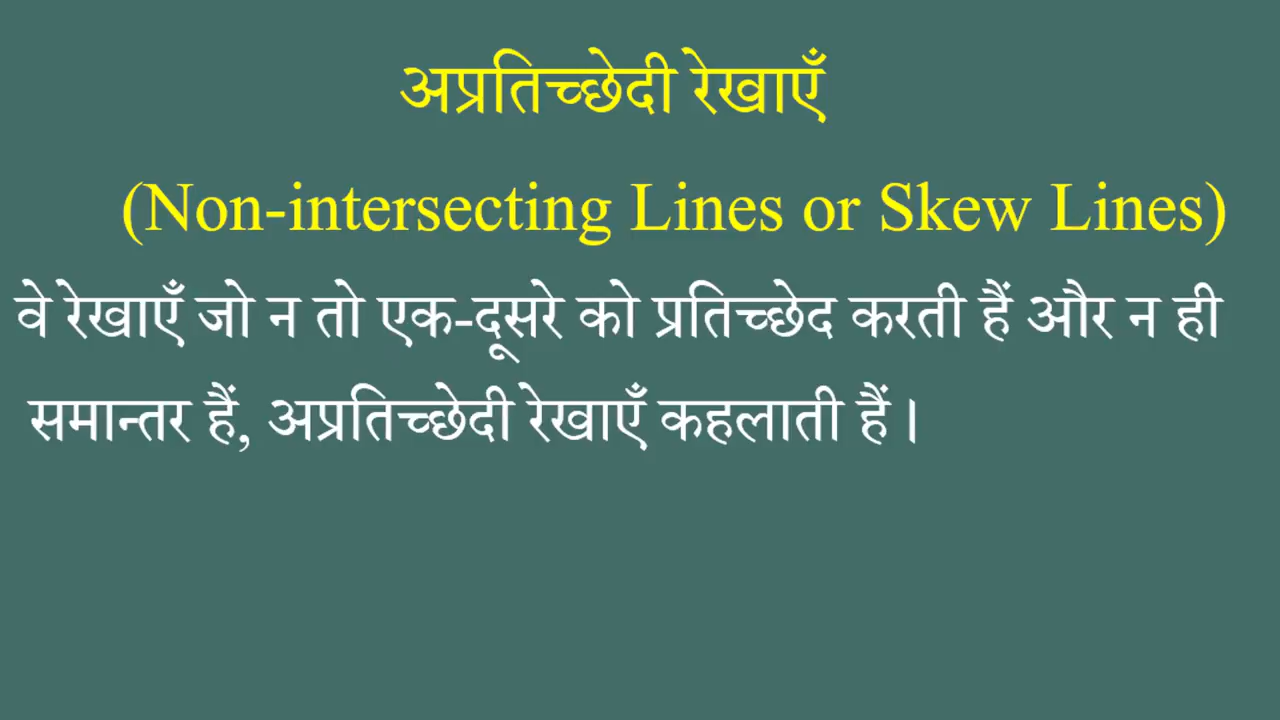 अप्रतिच्छेदी रेखाएँ
(Non-intersecting Lines or Skew Lines)
वे रेखाएँ जो न तो एक-दूसरे को प्रतिच्छेद करती हैं और न ही
समान्तर हैं, अप्रतिच्छेदी रेखाएँ कहलाती हैं।